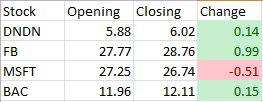 Stock Opening Closing Change
DNDN 5.88 6.02 0.14
FB 27.77 28.76 0.99
MSFT 27.25 26.74 -0.51
BAC 11.96 12.11 0.15